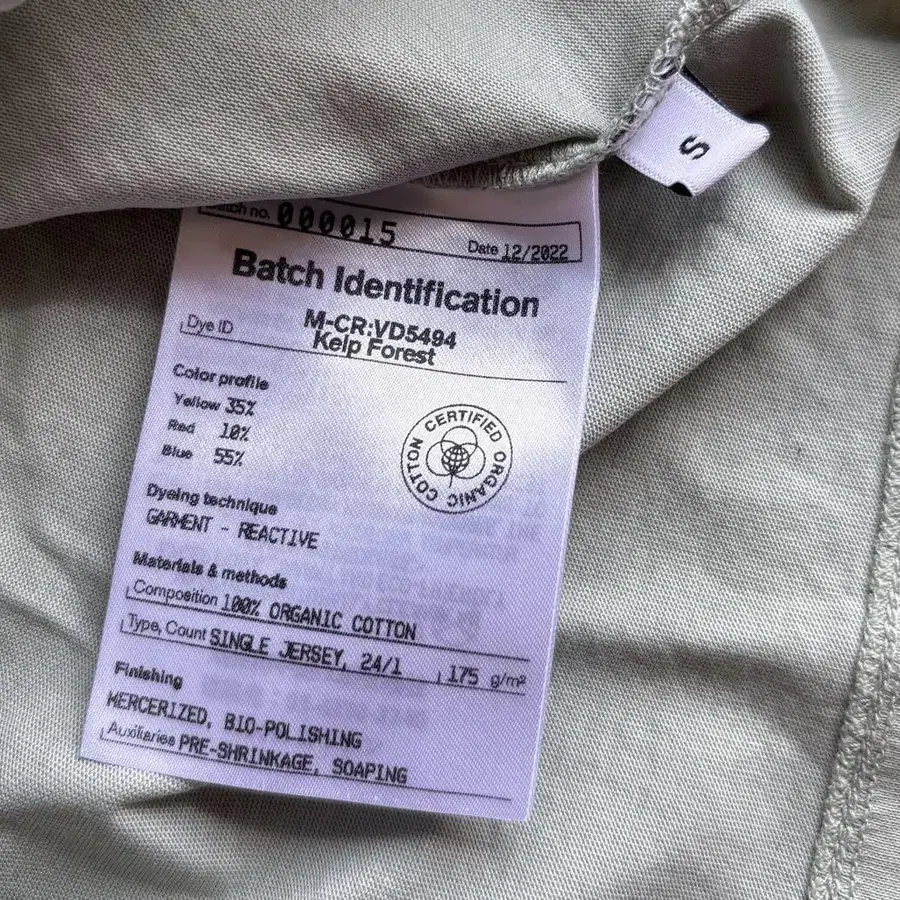 Batch no. 000015
Date 12/2022
Batch Identification
Dye ID M-CR:VD5494
Kelp Forest
Color profile
Yellow 35%
Red 10%
Blue 55%
CERTIFIED ORGANIC COTTON
Dyeing technique
GARMENT - REACTIVE
Materials & methods
Composition 100% ORGANIC COTTON
Type, Count SINGLE JERSEY, 24/1 175 g/m²
Finishing
MERCERIZED, BIO-POLISHING
Auxiliaries PRE-SHRINKAGE, SOAPING
S